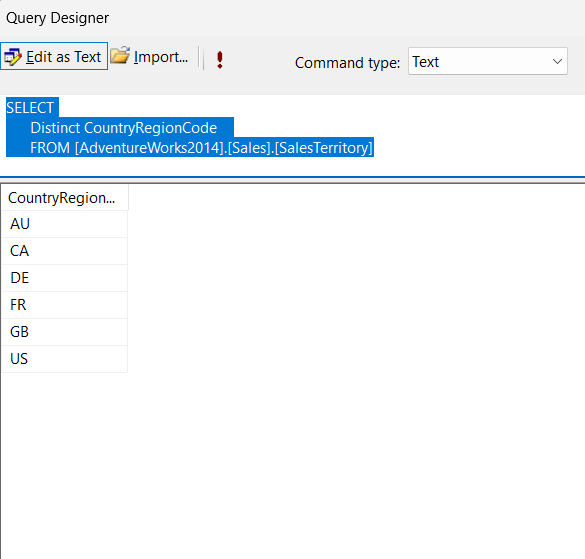 Query Designer
Edit as Text Import... Command type: Text
SELECT
Distinct CountryRegionCode
FROM [AdventureWorks2014].[Sales].[SalesTerritory]
CountryRegion...
AU
CA
DE
FR
GB
US